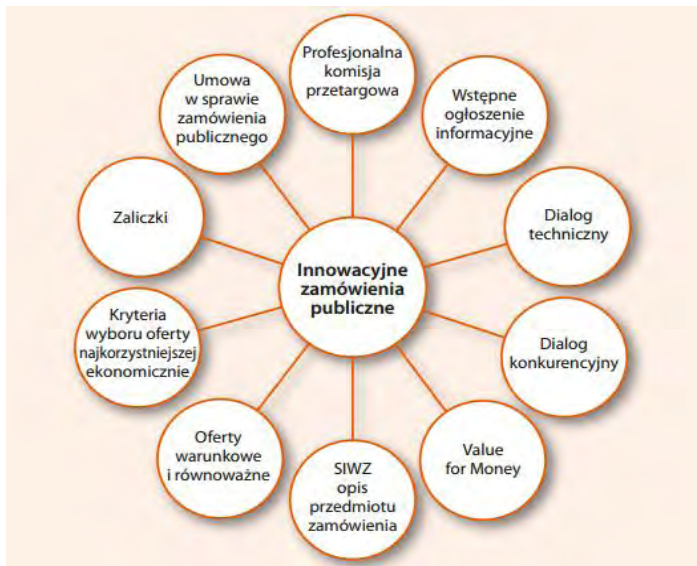 Profesjonalna
komisja
przetargowa
Wstępne
ogłoszenie
informacyjne
Dialog
techniczny
Dialog
konkurencyjny
Value
for Money
SIWZ
opis
przedmiotu
zamówienia
Oferty
warunkowe
i równoważne
Kryteria
wyboru oferty
najkorzystniejszej
ekonomicznie
Zaliczki
Umowa
w sprawie
zamówienia
publicznego
Innowacyjne
zamówienia
publiczne